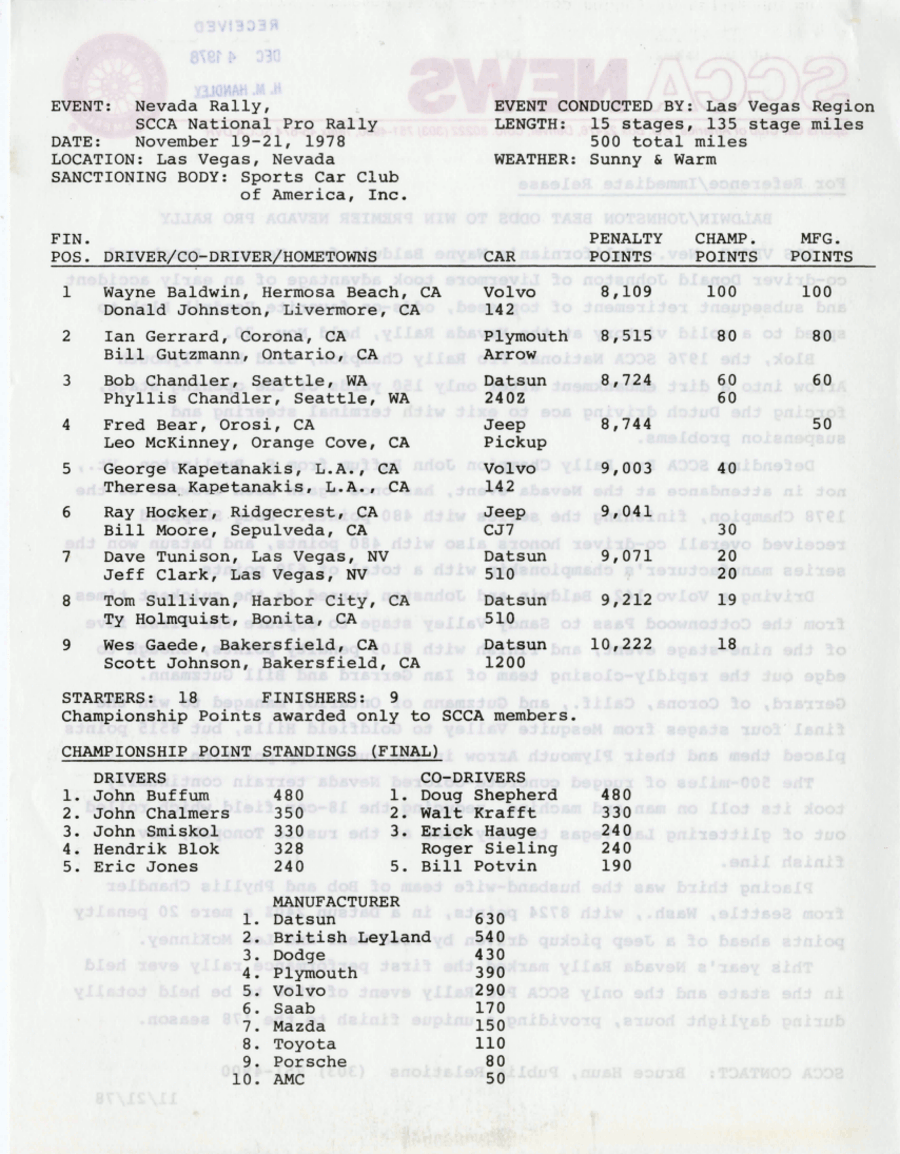 EVENT: Nevada Rally, EVENT CONDUCTED BY: Las Vegas Region
SCCA National Pro Rally LENGTH: 15 stages, 135 stage miles
DATE: November 19-21, 1978 500 total miles
LOCATION: Las Vegas, Nevada WEATHER: Sunny & Warm
SANCTIONING BODY: Sports Car Club
of America, Inc.
FIN. PENALTY CHAMP. MFG.
POS. DRIVER/CO-DRIVER/HOMETOWNS CAR POINTS POINTS POINTS
1 Wayne Baldwin, Hermosa Beach, CA Volvo 8,109 100 100
Donald Johnston, Livermore, CA 142
2 Ian Gerrard, Corona, CA Plymouth 8,515 80 80
Bill Gutzmann, Ontario, CA Arrow
3 Bob Chandler, Seattle, WA Datsun 8,724 60 60
Phyllis Chandler, Seattle, WA 240Z 60
4 Fred Bear, Orosi, CA Jeep 8,744 50
Leo McKinney, Orange Cove, CA Pickup
5 George Kapetanakis, L.A., CA Volvo 9,003 40
Theresa Kapetanakis, L.A., CA 142
6 Ray Hocker, Ridgecrest, CA Jeep 9,041
Bill Moore, Sepulveda, CA CJ7 30
7 Dave Tunison, Las Vegas, NV Datsun 9,071 20
Jeff Clark, Las Vegas, NV 510 20
8 Tom Sullivan, Harbor City, CA Datsun 9,212 19
Ty Holmquist, Bonita, CA 510
9 Wes Gaede, Bakersfield, CA Datsun 10,222 18
Scott Johnson, Bakersfield, CA 1200
STARTERS: 18 FINISHERS: 9
Championship Points awarded only to SCCA members.
CHAMPIONSHIP POINT STANDINGS (FINAL)
DRIVERS CO-DRIVERS
1. John Buffum 480 1. Doug Shepherd 480
2. John Chalmers 350 2. Walt Krafft 330
3. John Smiskol 330 3. Erick Hauge 240
4. Hendrik Blok 328 Roger Sieling 240
5. Eric Jones 240 5. Bill Potvin 190
MANUFACTURER
1. Datsun 630
2. British Leyland 540
3. Dodge 430
4. Plymouth 390
5. Volvo 290
6. Saab 170
7. Mazda 150
8. Toyota 110
9. Porsche 80
10. AMC 50